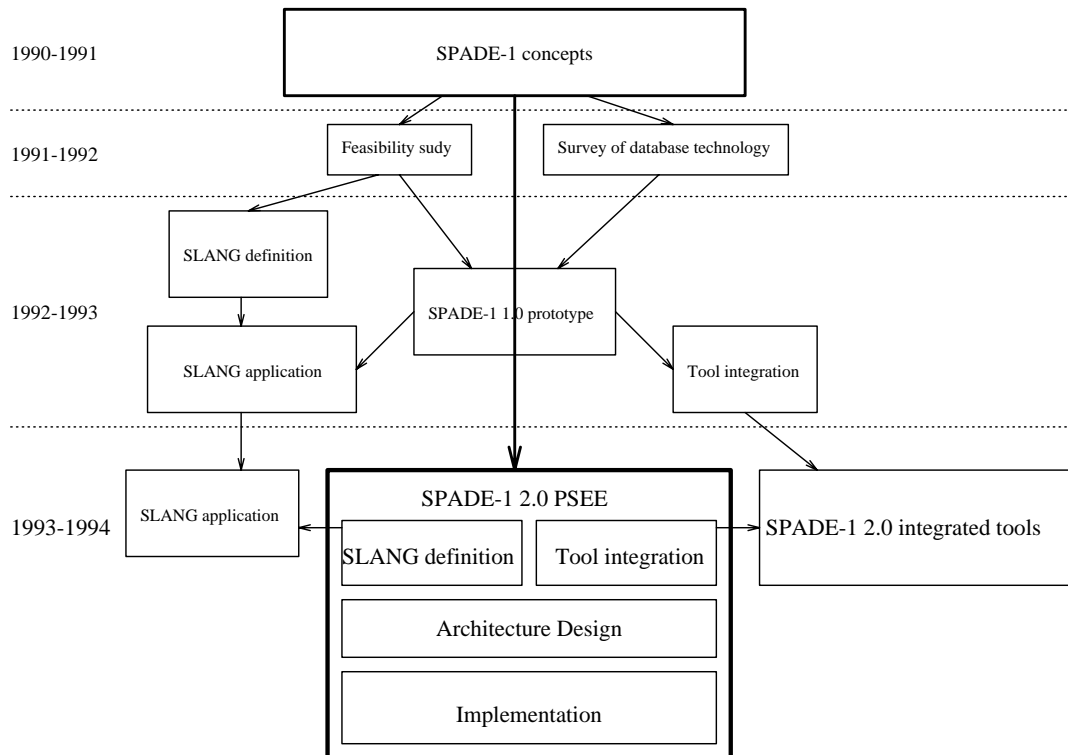 1990-1991
SPADE-1 concepts
1991-1992
Feasibility sudy
Survey of database technology
SLANG definition
1992-1993
SPADE-1 1.0 prototype
SLANG application
Tool integration
1993-1994
SLANG application
SPADE-1 2.0 PSEE
SLANG definition
Tool integration
Architecture Design
Implementation
SPADE-1 2.0 integrated tools